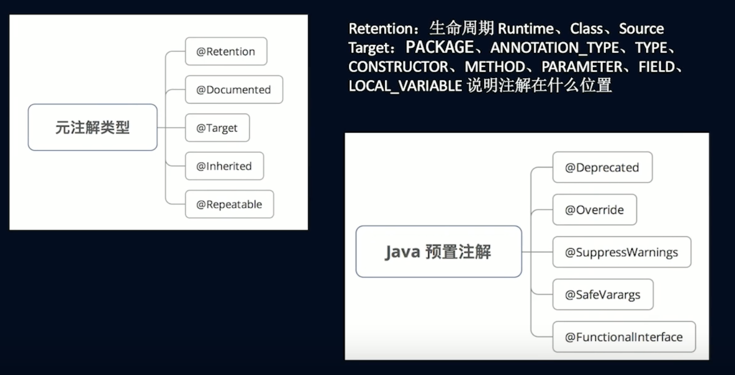 元注解类型
@Retention
@Documented
@Target
@Inherited
@Repeatable
Retention：生命周期 Runtime、Class、Source
Target：PACKAGE、ANNOTATION_TYPE、TYPE、
CONSTRUCTOR、METHOD、PARAMETER、FIELD、
LOCAL_VARIABLE 说明注解在什么位置
Java 预置注解
@Deprecated
@Override
@SuppressWarnings
@SafeVarargs
@FunctionalInterface